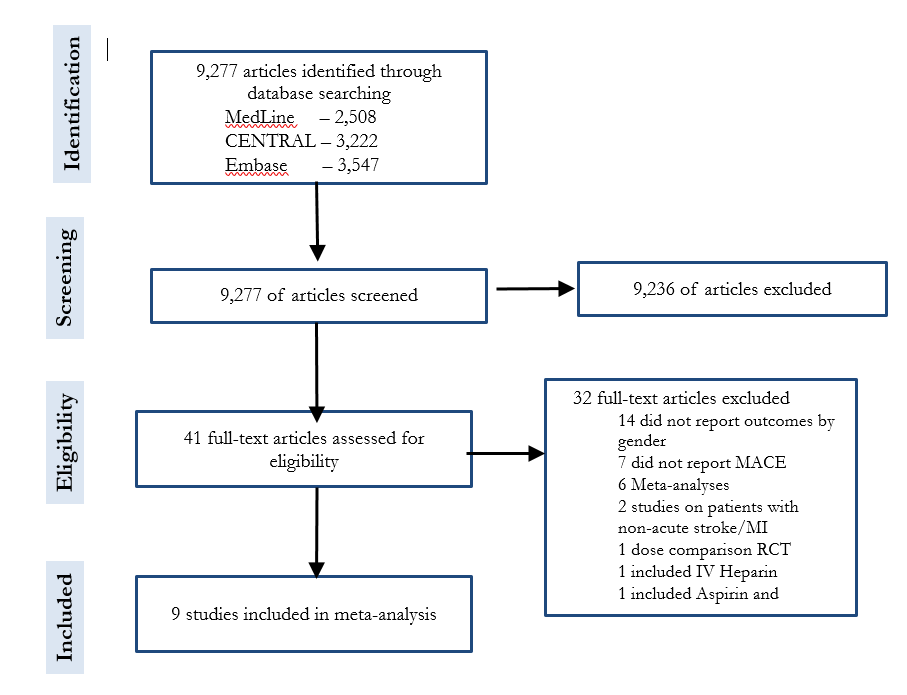 Identification
9,277 articles identified through
database searching
MedLine – 2,508
CENTRAL – 3,222
Embase – 3,547
Screening
9,277 of articles screened
9,236 of articles excluded
Eligibility
41 full-text articles assessed for
eligibility
32 full-text articles excluded
14 did not report outcomes by
gender
7 did not report MACE
6 Meta-analyses
2 studies on patients with
non-acute stroke/MI
1 dose comparison RCT
1 included IV Heparin
1 included Aspirin and
Included
9 studies included in meta-analysis